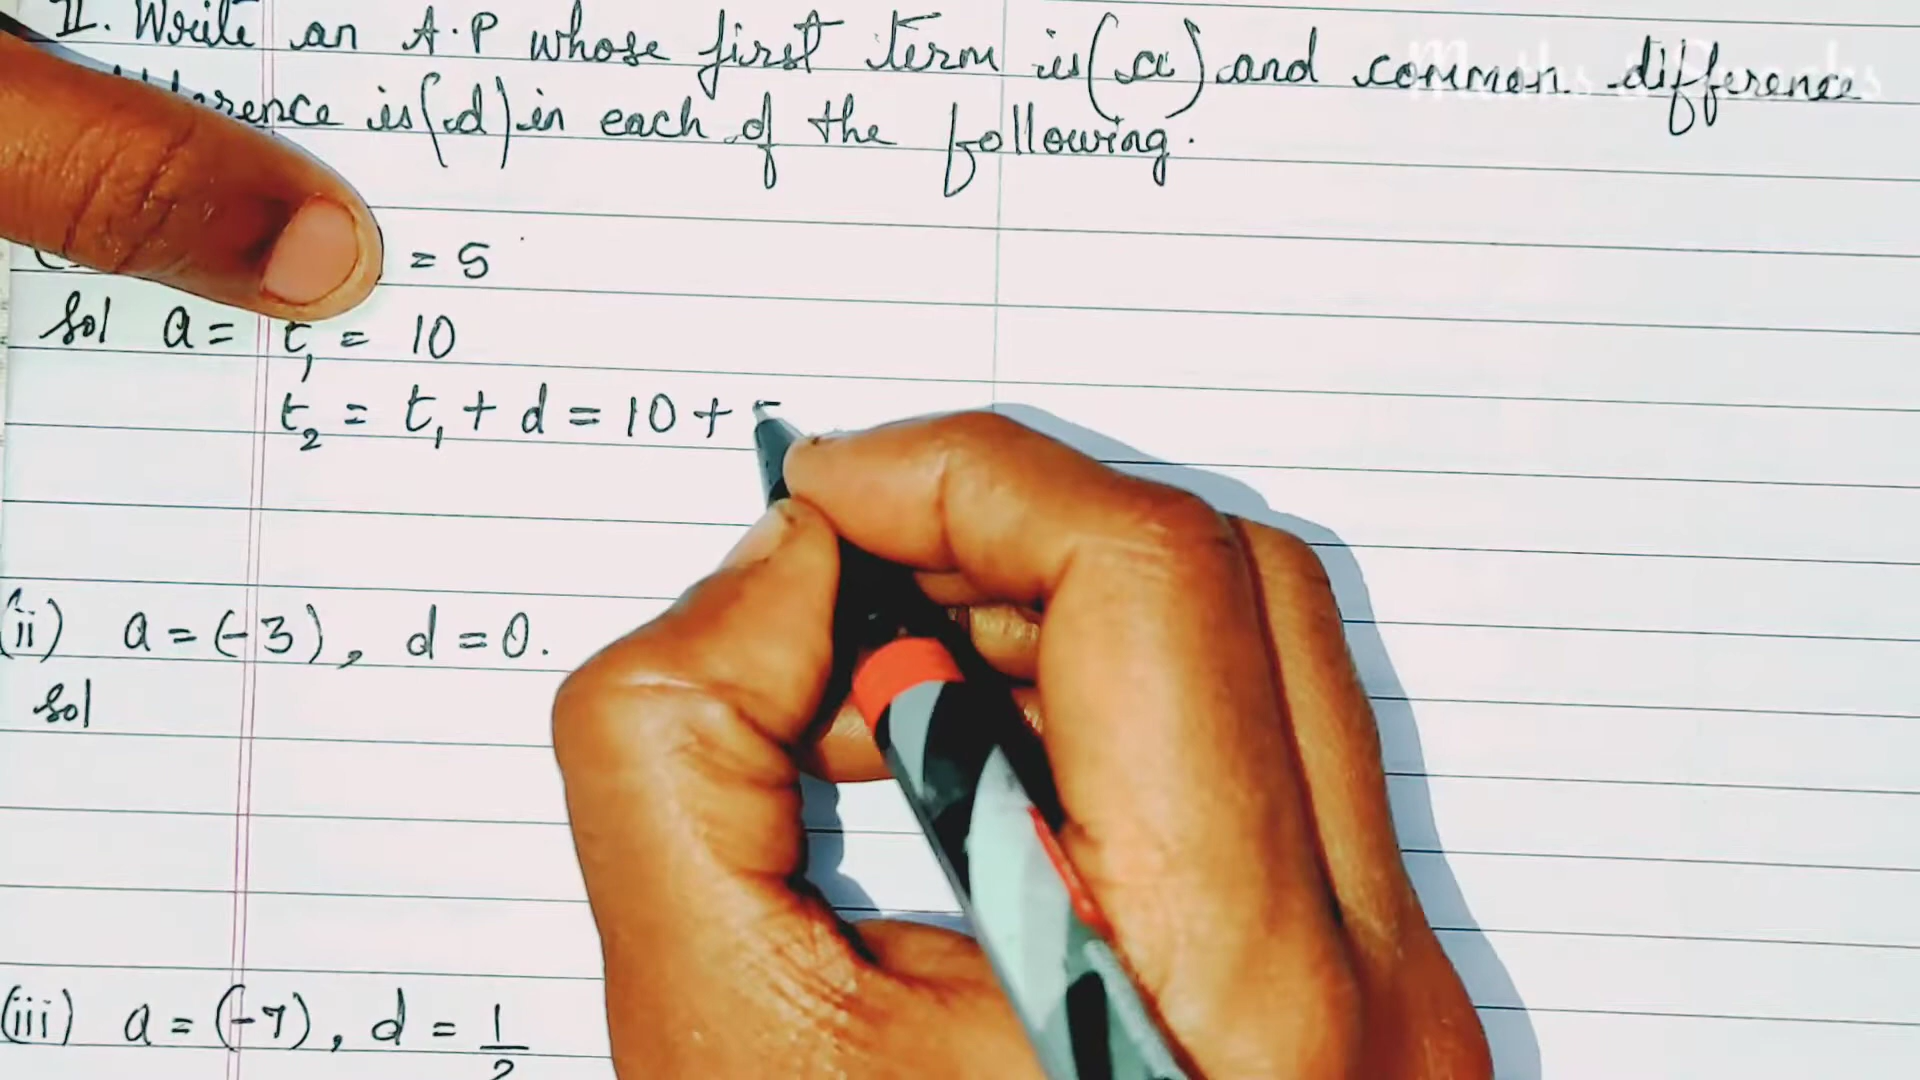 II. Write an A.P whose first term is (a) and common difference
is (d) in each of the following.
= 5
Sol a = t₁ = 10
t₂ = t₁ + d = 10 +
(ii) a = (-3), d = 0.
Sol
(iii) a = (-7), d = 1/2